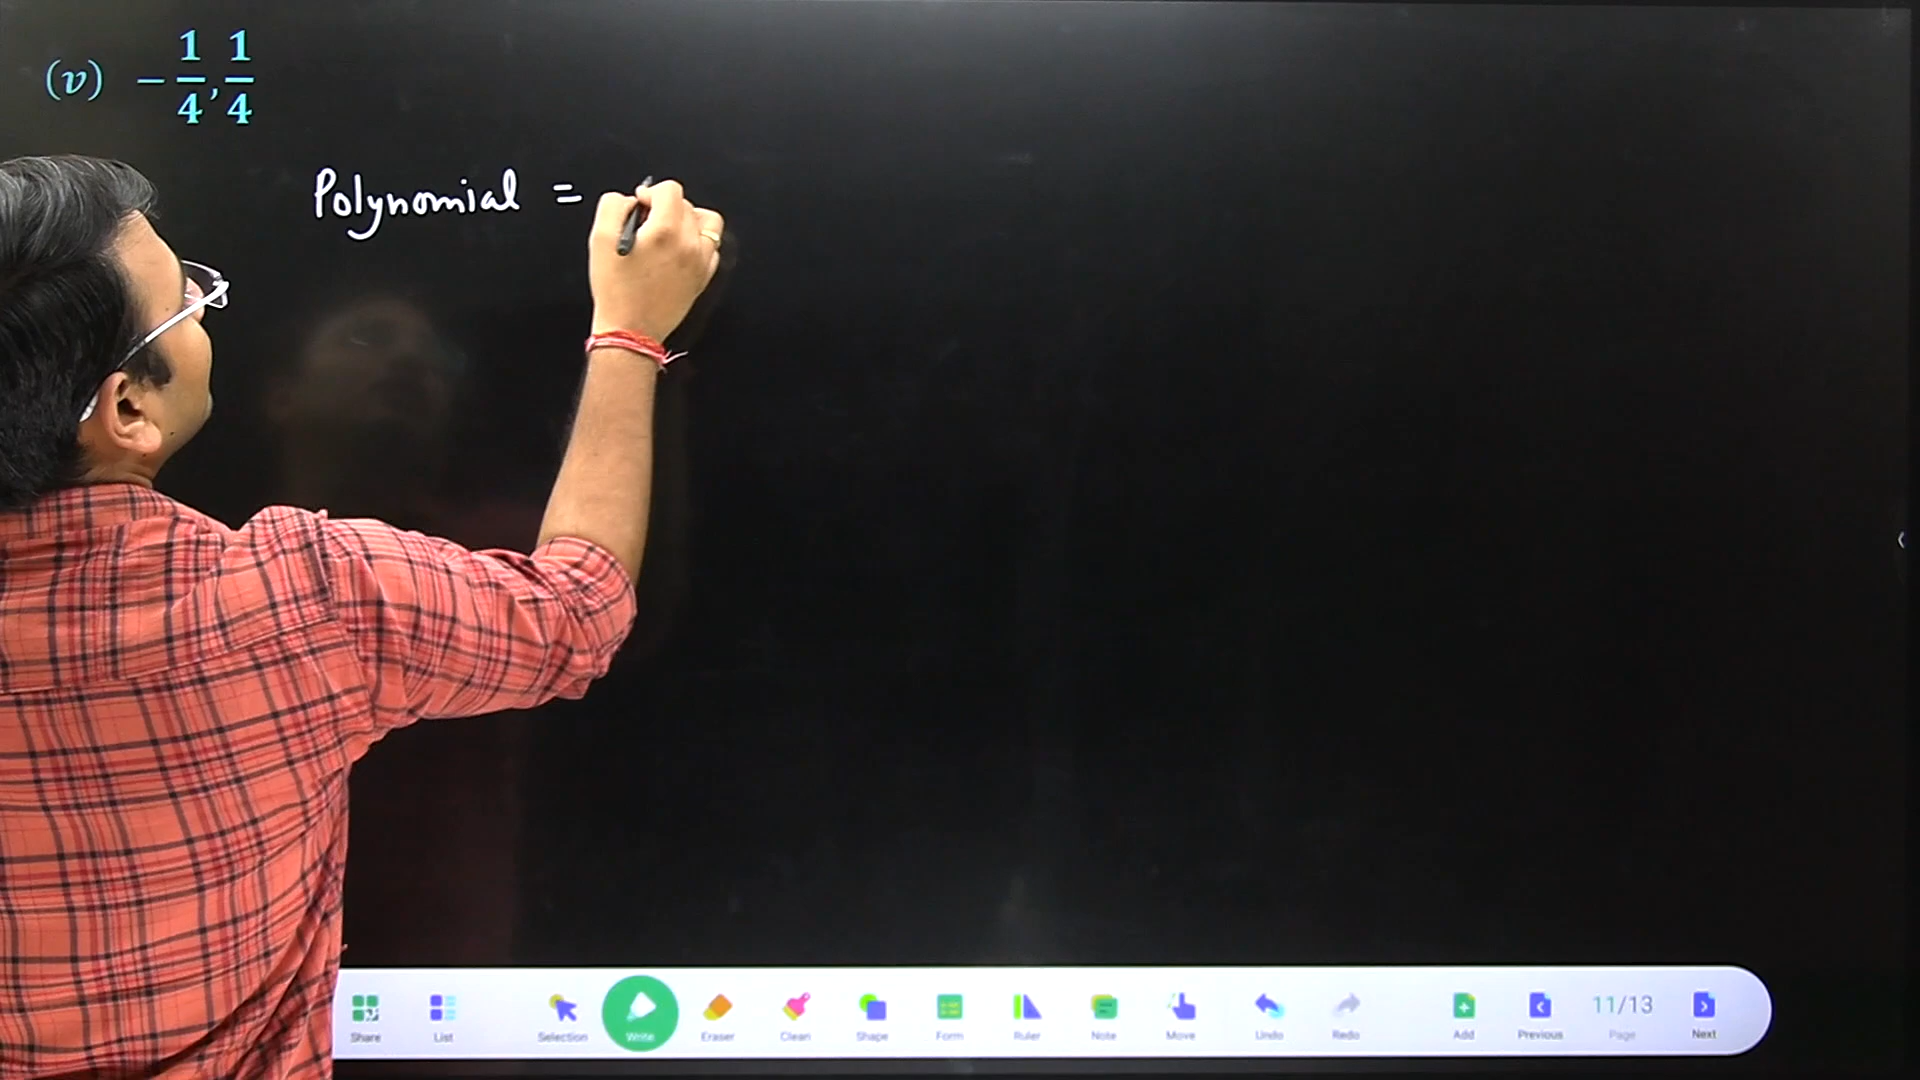 (v) -1/4, 1/4
Polynomial =
Share List Selection Write Eraser Clean Shape Form Ruler Note Move Undo Redo Add Previous 11/13 Page Next